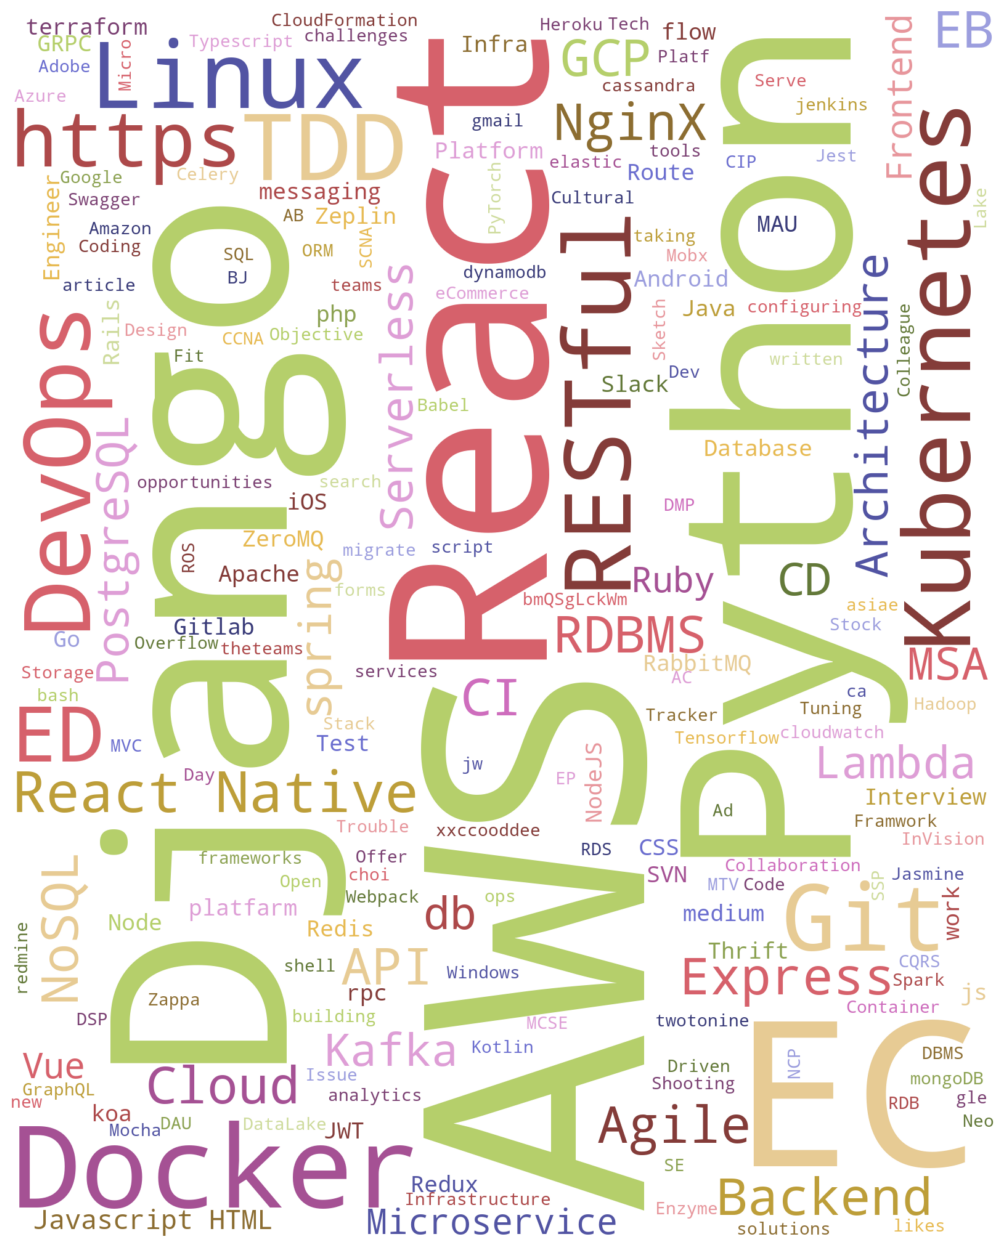 terraform
CloudFormation
challenges
Heroku
Tech
flow
EB
GRPC
Typescript
Infra
GCP
Platf
Frontend
Adobe
Micro
Linux
cassandra
Serve
jenkins
Azure
https
TDD
gmail
NginX
React
Python
Platform
elastic
tools
Route
CIP
Jest
Kubernetes
Google
Celery
messaging
PyTorch
Cultural
Lake
Swagger
Engineer
AB
Zeplin
MAU
Amazon
Coding
SQL
ORM
SCNA
RESTful
taking
Mobx
BJ
article
teams
dynamodb
Android
eCommerce
Java
configuring
Architecture
Colleague
Rails
Design
php
CCNA
Objective
Serverless
Sketch
DevOps
Django
Fit
Dev
written
Slack
Babel
PostgreSQL
Database
opportunities
search
iOS
DMP
ZeroMQ
migrate
script
ROS
Apache
forms
spring
Ruby
CD
bmQSgLckWm
asiae
Stock
Gitlab
Go
Overflow
theteams
RDBMS
services
RabbitMQ
AC
MSA
Storage
bash
CI
ca
Hadoop
Tuning
Tracker
Stack
ED
MVC
Test
Tensorflow
cloudwatch
AWS
jw
EP
NodeJS
Day
Lambda
React Native
Interview
Ad
Framwork
Trouble
xxccooddee
InVision
RDS
CSS
frameworks
Offer
SVN
Collaboration
choi
Open
MTV
Code
SSP
Jasmine
NoSQL
Webpack
ops
platfarm
db
medium
Git
work
Node
Redis
Thrift
redmine
shell
API
Windows
Express
CQRS
Spark
Zappa
rpc
js
Container
DSP
building
MCSE
twotonine
EC
Kafka
Kotlin
DBMS
Vue
NCP
Driven
mongoDB
GraphQL
Cloud
Issue
Shooting
new
analytics
RDB
gle
koa
Neo
Mocha
DAU
DataLake
JWT
Agile
Docker
SE
Redux
Infrastructure
Backend
Enzyme
Javascript
HTML
Microservice
solutions
likes